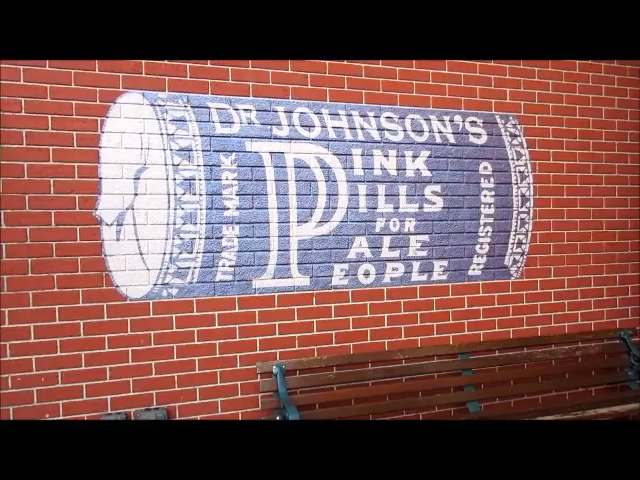 DR JOHNSON'S
PINK
PILLS
FOR
PALE
PEOPLE
TRADE MARK
REGISTERED